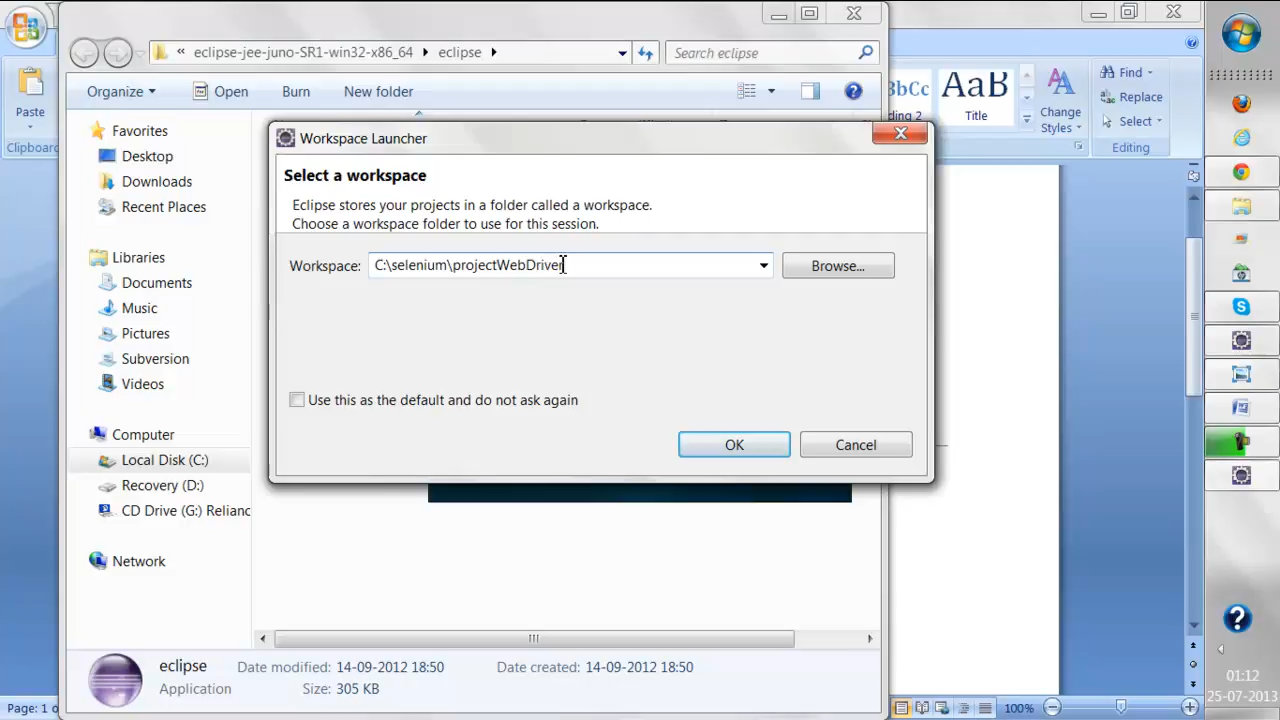 « eclipse-jee-juno-SR1-win32-x86_64 eclipse
Search eclipse
Organize
Open
Burn
New folder
Paste
Clipboard
Favorites
Desktop
Downloads
Recent Places
Libraries
Documents
Music
Pictures
Subversion
Videos
Computer
Local Disk (C:)
Recovery (D:)
CD Drive (G:) Relianc
Network
Workspace Launcher
Select a workspace
Eclipse stores your projects in a folder called a workspace.
Choose a workspace folder to use for this session.
Workspace:
C:\selenium\projectWebDriver
Browse...
Use this as the default and do not ask again
OK
Cancel
eclipse
Date modified: 14-09-2012 18:50
Date created: 14-09-2012 18:50
Application
Size: 305 KB
BbCc
AaB
ding 2
Title
Change
Styles
Find
Replace
Select
Editing
Page: 1 o
100%
01:12
25-07-2013